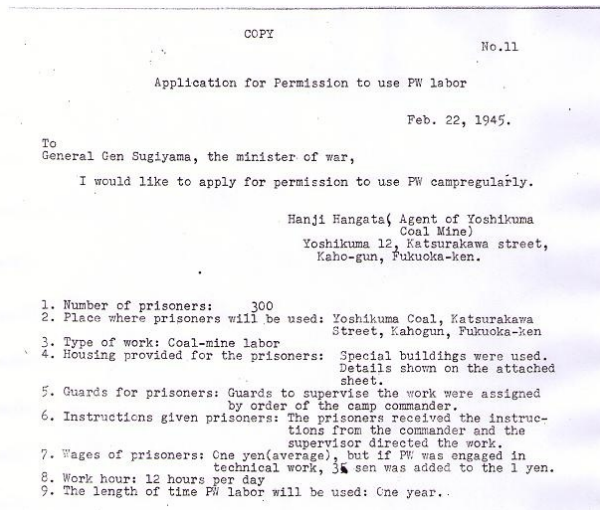 COPY
No.11
Application for Permission to use PW labor
Feb. 22, 1945.
To
General Gen Sugiyama, the minister of war,
I would like to apply for permission to use PW campregularly.
Hanji Hangata( Agent of Yoshikuma
Coal Mine)
Yoshikuma 12, Katsurakawa street,
Kaho-gun, Fukuoka-ken.
1. Number of prisoners: 300
2. Place where prisoners will be used: Yoshikuma Coal, Katsurakawa
Street, Kahogun, Fukuoka-ken
3. Type of work: Coal-mine labor
4. Housing provided for the prisoners: Special buildihgs were used.
Details shown on the attached
sheet.
5. Guards for prisoners: Guards to supervise the work were assigned
by order of the camp commander.
6. Instructions given prisoners: The prisoners received the instruc-
tions from the commander and the
supervisor directed the work.
7. Wages of prisoners: One yen(average), but if PW was engaged in
technical work, sen was added to the 1 yen.
8. Work hour: 12 hours per day
9. The length of time PW labor will be used: One year..